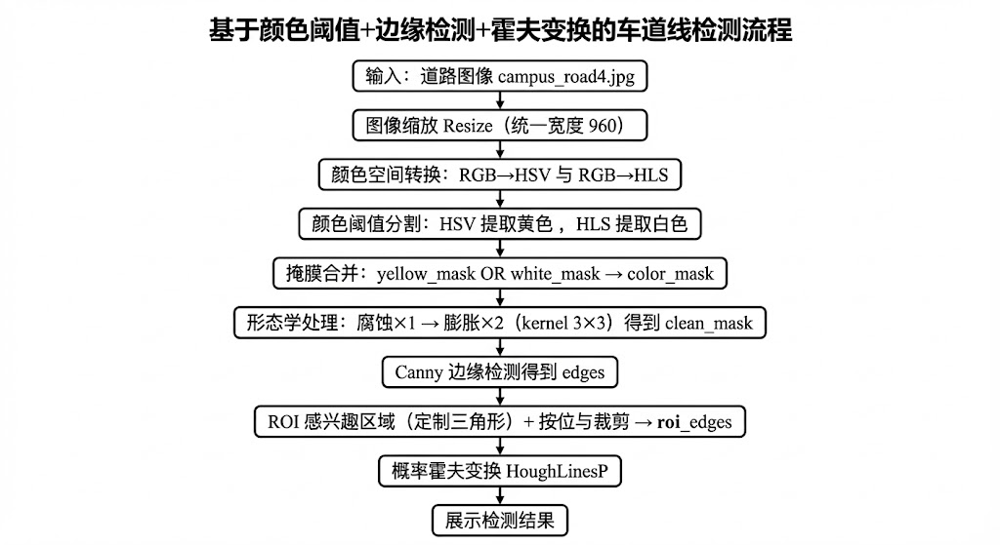 基于颜色阈值+边缘检测+霍夫变换的车道线检测流程
输入：道路图像 campus_road4.jpg
图像缩放 Resize（统一宽度 960）
颜色空间转换：RGB→HSV 与 RGB→HLS
颜色阈值分割：HSV 提取黄色 ，HLS 提取白色
掩膜合并：yellow_mask OR white_mask → color_mask
形态学处理：腐蚀×1 → 膨胀×2（kernel 3×3）得到 clean_mask
Canny 边缘检测得到 edges
ROI 感兴趣区域（定制三角形）+ 按位与裁剪 → roi_edges
概率霍夫变换 HoughLinesP
展示检测结果